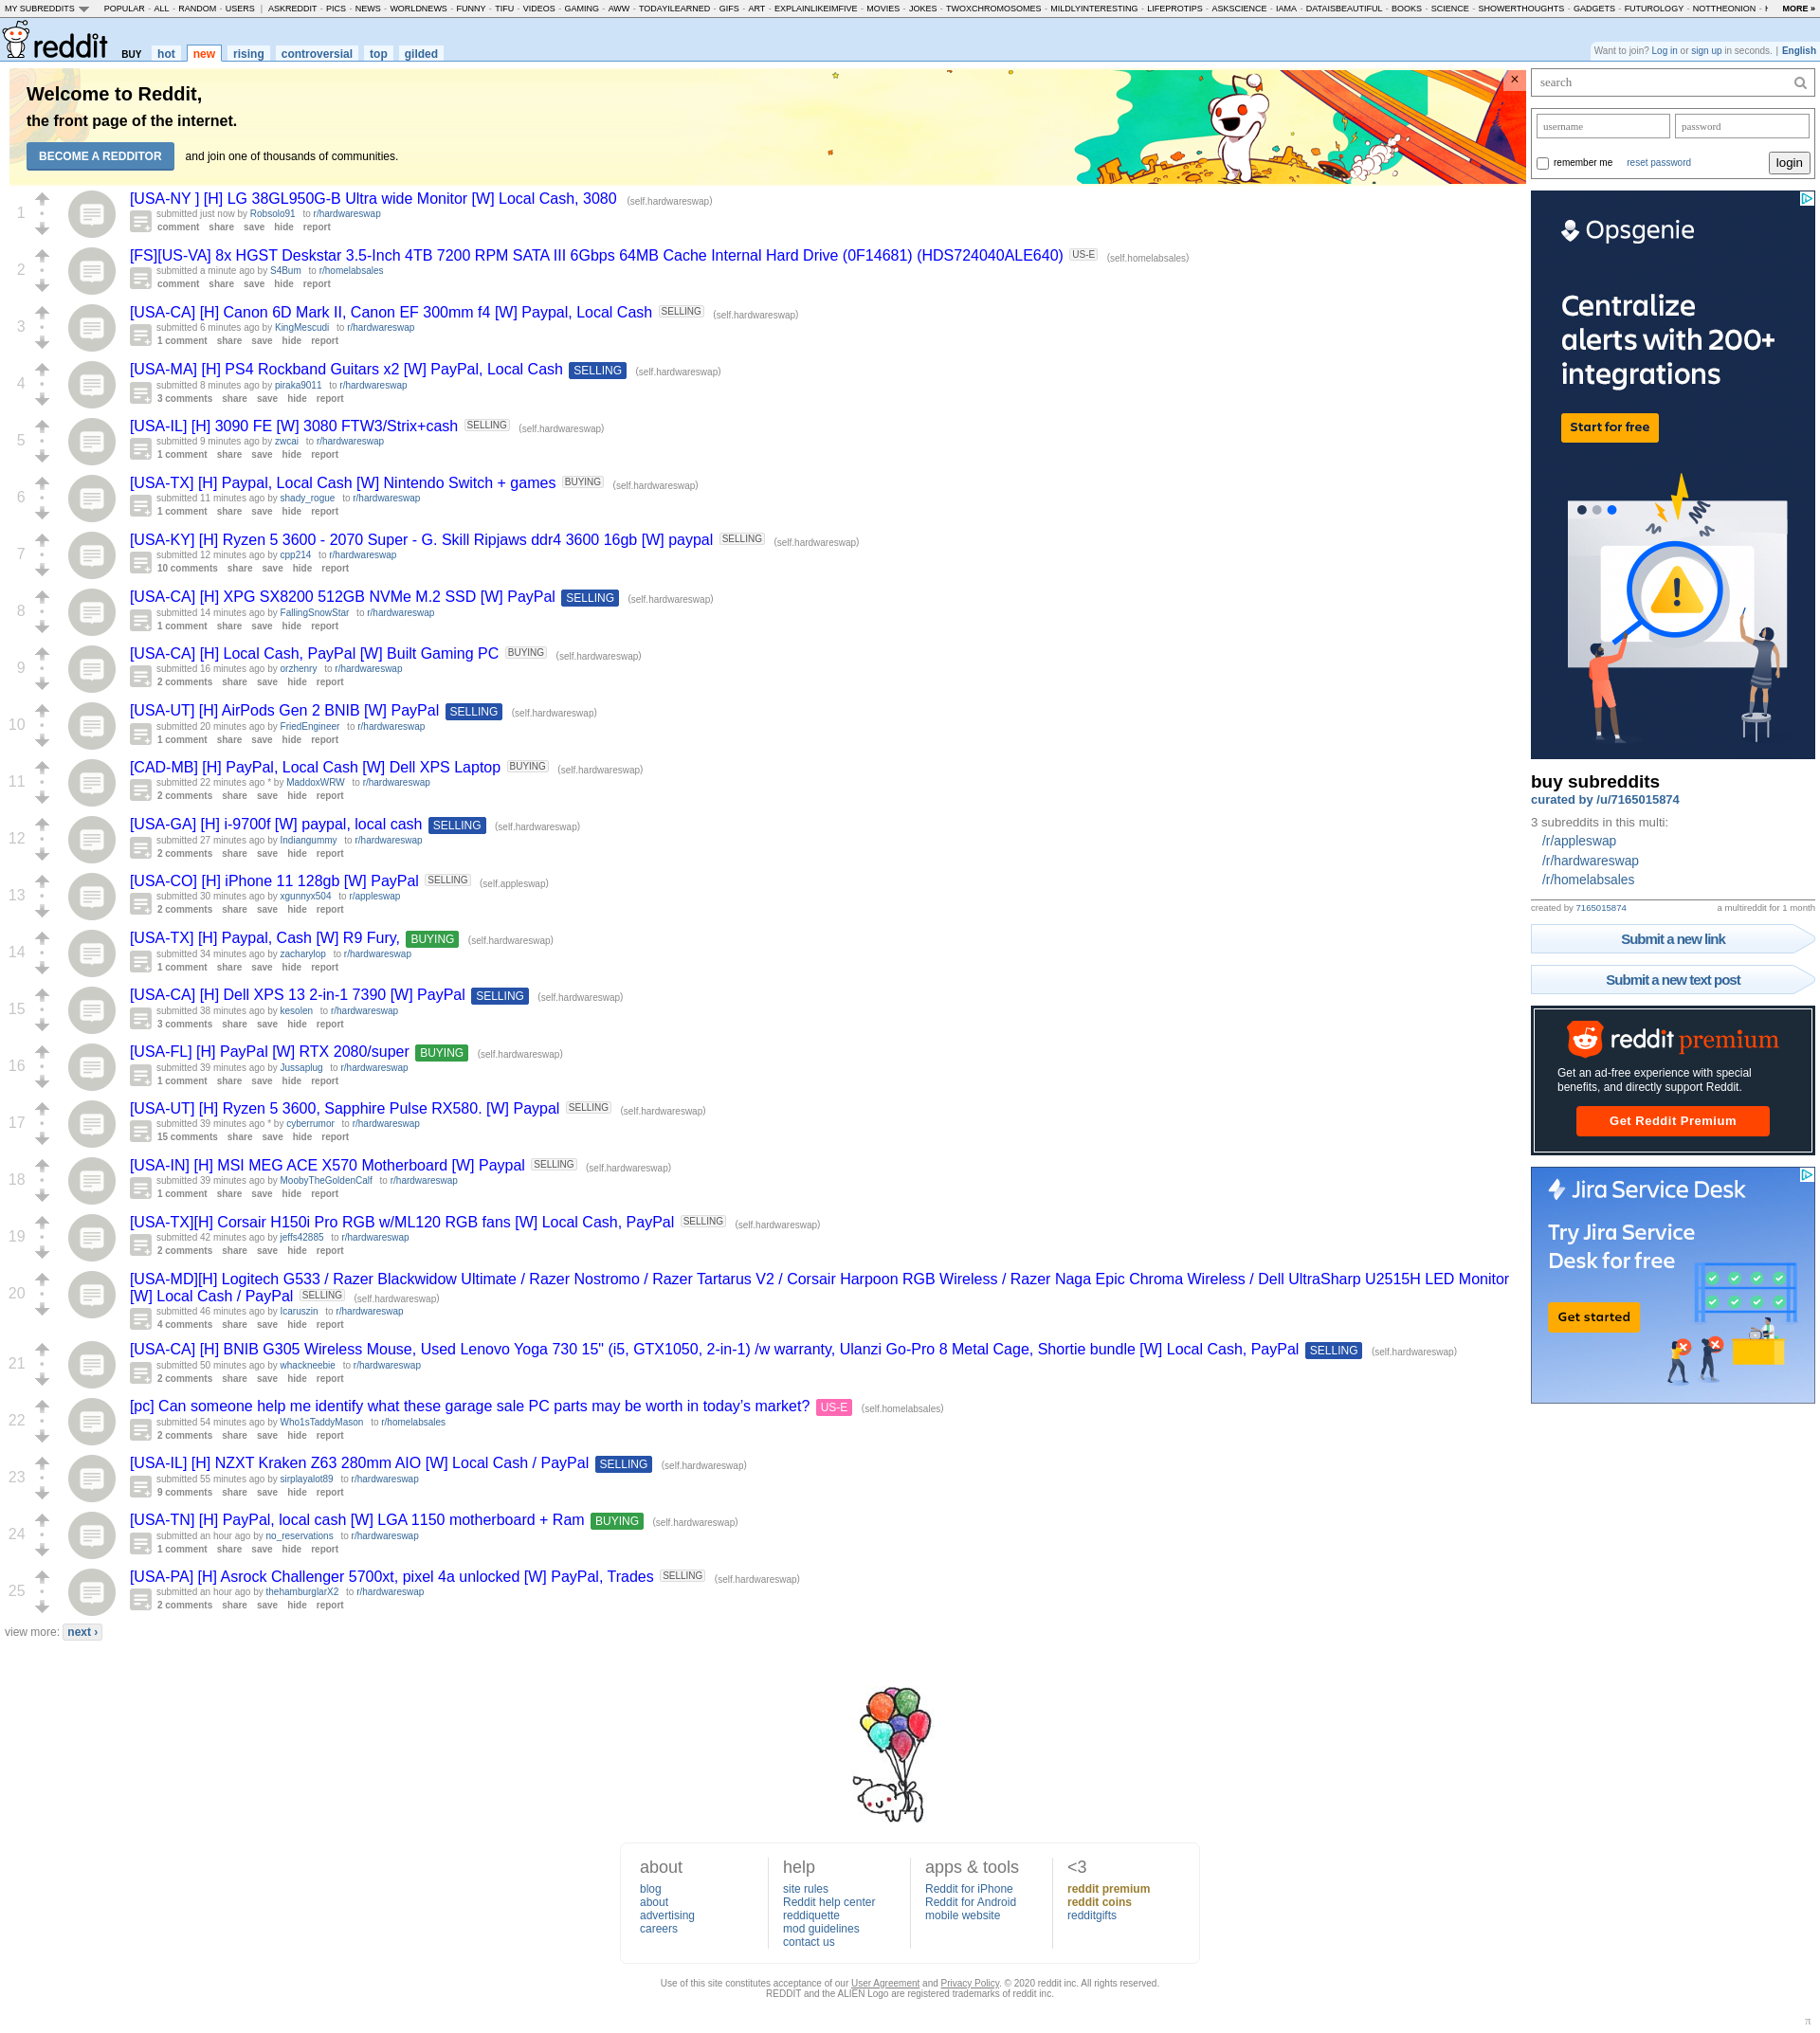 MY SUBREDDITS POPULAR - ALL - RANDOM - USERS | ASKREDDIT - PICS - NEWS - WORLDNEWS - FUNNY - TIFU - VIDEOS - GAMING - AWW - TODAYILEARNED - GIFS - ART - EXPLAINLIKEIMFIVE - MOVIES - JOKES - TWOXCHROMOSOMES - MILDLYINTERESTING - LIFEPROTIPS - ASKSCIENCE - IAMA - DATAISBEAUTIFUL - BOOKS - SCIENCE - SHOWERTHOUGHTS - GADGETS - FUTUROLOGY - NOTTHEONION - MORE »
reddit BUY hot new rising controversial top gilded
Want to join? Log in or sign up in seconds. | English
Welcome to Reddit,
the front page of the internet.
BECOME A REDDITOR and join one of thousands of communities.
×
1
[USA-NY ] [H] LG 38GL950G-B Ultra wide Monitor [W] Local Cash, 3080 (self.hardwareswap)
submitted just now by Robsolo91 to r/hardwareswap
comment share save hide report
2
[FS][US-VA] 8x HGST Deskstar 3.5-Inch 4TB 7200 RPM SATA III 6Gbps 64MB Cache Internal Hard Drive (0F14681) (HDS724040ALE640) US-E (self.homelabsales)
submitted a minute ago by S4Bum to r/homelabsales
comment share save hide report
3
[USA-CA] [H] Canon 6D Mark II, Canon EF 300mm f4 [W] Paypal, Local Cash SELLING (self.hardwareswap)
submitted 6 minutes ago by KingMescudi to r/hardwareswap
1 comment share save hide report
4
[USA-MA] [H] PS4 Rockband Guitars x2 [W] PayPal, Local Cash SELLING (self.hardwareswap)
submitted 8 minutes ago by piraka9011 to r/hardwareswap
3 comments share save hide report
5
[USA-IL] [H] 3090 FE [W] 3080 FTW3/Strix+cash SELLING (self.hardwareswap)
submitted 9 minutes ago by zwcai to r/hardwareswap
1 comment share save hide report
6
[USA-TX] [H] Paypal, Local Cash [W] Nintendo Switch + games BUYING (self.hardwareswap)
submitted 11 minutes ago by shady_rogue to r/hardwareswap
1 comment share save hide report
7
[USA-KY] [H] Ryzen 5 3600 - 2070 Super - G. Skill Ripjaws ddr4 3600 16gb [W] paypal SELLING (self.hardwareswap)
submitted 12 minutes ago by cpp214 to r/hardwareswap
10 comments share save hide report
8
[USA-CA] [H] XPG SX8200 512GB NVMe M.2 SSD [W] PayPal SELLING (self.hardwareswap)
submitted 14 minutes ago by FallingSnowStar to r/hardwareswap
1 comment share save hide report
9
[USA-CA] [H] Local Cash, PayPal [W] Built Gaming PC BUYING (self.hardwareswap)
submitted 16 minutes ago by orzhenry to r/hardwareswap
2 comments share save hide report
10
[USA-UT] [H] AirPods Gen 2 BNIB [W] PayPal SELLING (self.hardwareswap)
submitted 20 minutes ago by FriedEngineer to r/hardwareswap
1 comment share save hide report
11
[CAD-MB] [H] PayPal, Local Cash [W] Dell XPS Laptop BUYING (self.hardwareswap)
submitted 22 minutes ago * by MaddoxWRW to r/hardwareswap
2 comments share save hide report
12
[USA-GA] [H] i-9700f [W] paypal, local cash SELLING (self.hardwareswap)
submitted 27 minutes ago by Indiangummy to r/hardwareswap
2 comments share save hide report
13
[USA-CO] [H] iPhone 11 128gb [W] PayPal SELLING (self.appleswap)
submitted 30 minutes ago by xgunnyx504 to r/appleswap
2 comments share save hide report
14
[USA-TX] [H] Paypal, Cash [W] R9 Fury, BUYING (self.hardwareswap)
submitted 34 minutes ago by zacharylop to r/hardwareswap
1 comment share save hide report
15
[USA-CA] [H] Dell XPS 13 2-in-1 7390 [W] PayPal SELLING (self.hardwareswap)
submitted 38 minutes ago by kesolen to r/hardwareswap
3 comments share save hide report
16
[USA-FL] [H] PayPal [W] RTX 2080/super BUYING (self.hardwareswap)
submitted 39 minutes ago by Jussaplug to r/hardwareswap
1 comment share save hide report
17
[USA-UT] [H] Ryzen 5 3600, Sapphire Pulse RX580. [W] Paypal SELLING (self.hardwareswap)
submitted 39 minutes ago * by cyberrumor to r/hardwareswap
15 comments share save hide report
18
[USA-IN] [H] MSI MEG ACE X570 Motherboard [W] Paypal SELLING (self.hardwareswap)
submitted 39 minutes ago by MoobyTheGoldenCalf to r/hardwareswap
1 comment share save hide report
19
[USA-TX][H] Corsair H150i Pro RGB w/ML120 RGB fans [W] Local Cash, PayPal SELLING (self.hardwareswap)
submitted 42 minutes ago by jeffs42885 to r/hardwareswap
2 comments share save hide report
20
[USA-MD][H] Logitech G533 / Razer Blackwidow Ultimate / Razer Nostromo / Razer Tartarus V2 / Corsair Harpoon RGB Wireless / Razer Naga Epic Chroma Wireless / Dell UltraSharp U2515H LED Monitor
[W] Local Cash / PayPal SELLING (self.hardwareswap)
submitted 46 minutes ago by Icaruszin to r/hardwareswap
4 comments share save hide report
21
[USA-CA] [H] BNIB G305 Wireless Mouse, Used Lenovo Yoga 730 15" (i5, GTX1050, 2-in-1) /w warranty, Ulanzi Go-Pro 8 Metal Cage, Shortie bundle [W] Local Cash, PayPal SELLING (self.hardwareswap)
submitted 50 minutes ago by whackneebie to r/hardwareswap
2 comments share save hide report
22
[pc] Can someone help me identify what these garage sale PC parts may be worth in today's market? US-E (self.homelabsales)
submitted 54 minutes ago by Who1sTaddyMason to r/homelabsales
2 comments share save hide report
23
[USA-IL] [H] NZXT Kraken Z63 280mm AIO [W] Local Cash / PayPal SELLING (self.hardwareswap)
submitted 55 minutes ago by sirplayalot89 to r/hardwareswap
9 comments share save hide report
24
[USA-TN] [H] PayPal, local cash [W] LGA 1150 motherboard + Ram BUYING (self.hardwareswap)
submitted an hour ago by no_reservations to r/hardwareswap
1 comment share save hide report
25
[USA-PA] [H] Asrock Challenger 5700xt, pixel 4a unlocked [W] PayPal, Trades SELLING (self.hardwareswap)
submitted an hour ago by thehamburglarX2 to r/hardwareswap
2 comments share save hide report
view more: next ›
search
username password
remember me reset password login
Opsgenie
Centralize
alerts with 200+
integrations
Start for free
buy subreddits
curated by /u/7165015874
3 subreddits in this multi:
/r/appleswap
/r/hardwareswap
/r/homelabsales
created by 7165015874 a multireddit for 1 month
Submit a new link
Submit a new text post
reddit premium
Get an ad-free experience with special
benefits, and directly support Reddit.
Get Reddit Premium
Jira Service Desk
Try Jira Service
Desk for free
Get started
about
blog
about
advertising
careers
help
site rules
Reddit help center
reddiquette
mod guidelines
contact us
apps & tools
Reddit for iPhone
Reddit for Android
mobile website
<3
reddit premium
reddit coins
redditgifts
Use of this site constitutes acceptance of our User Agreement and Privacy Policy. © 2020 reddit inc. All rights reserved.
REDDIT and the ALIEN Logo are registered trademarks of reddit inc.
π